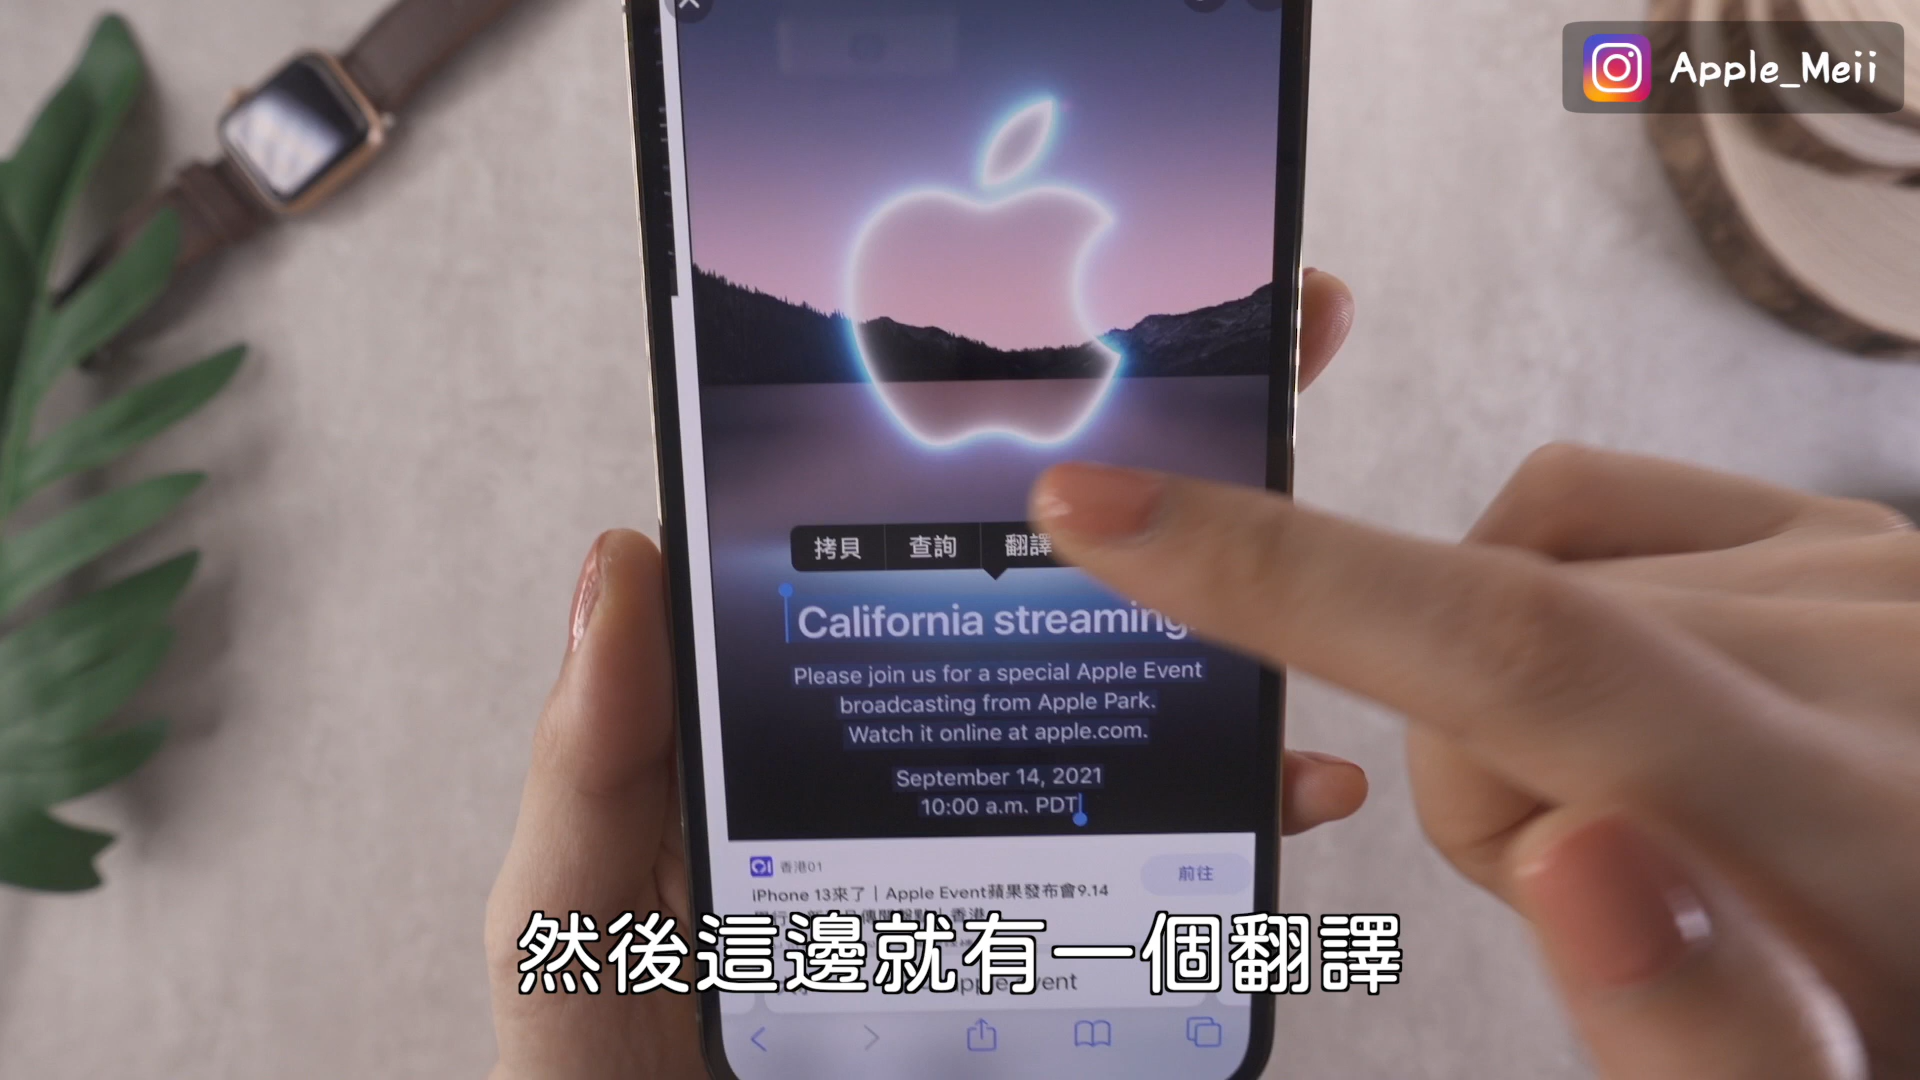 Apple_Meii
拷貝 查詢 翻譯
California streaming.
Please join us for a special Apple Event
broadcasting from Apple Park.
Watch it online at apple.com.
September 14, 2021
10:00 a.m. PDT
香港01
前往
iPhone 13來了｜Apple Event蘋果發布會9.14
香港
然後這邊就有一個翻譯